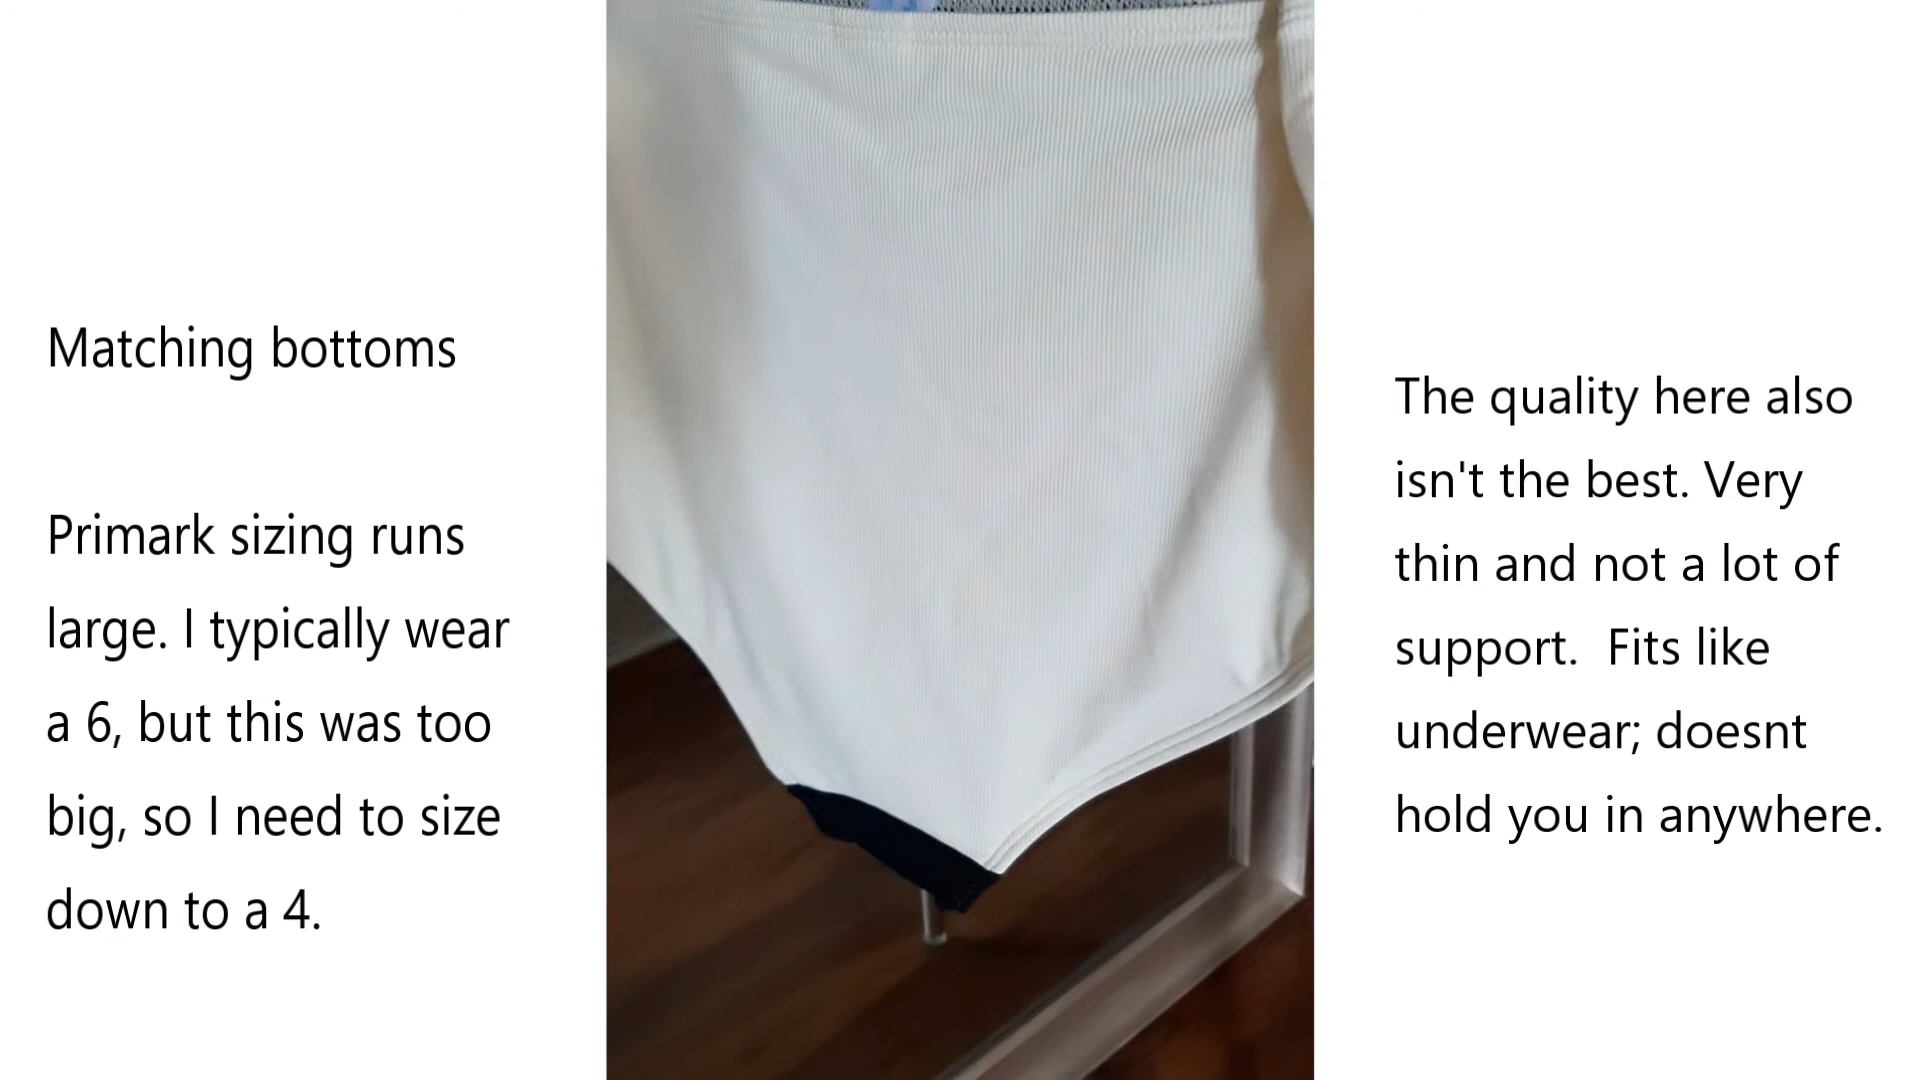 Matching bottoms
Primark sizing runs
large. I typically wear
a 6, but this was too
big, so I need to size
down to a 4.
The quality here also
isn't the best. Very
thin and not a lot of
support.  Fits like
underwear; doesnt
hold you in anywhere.